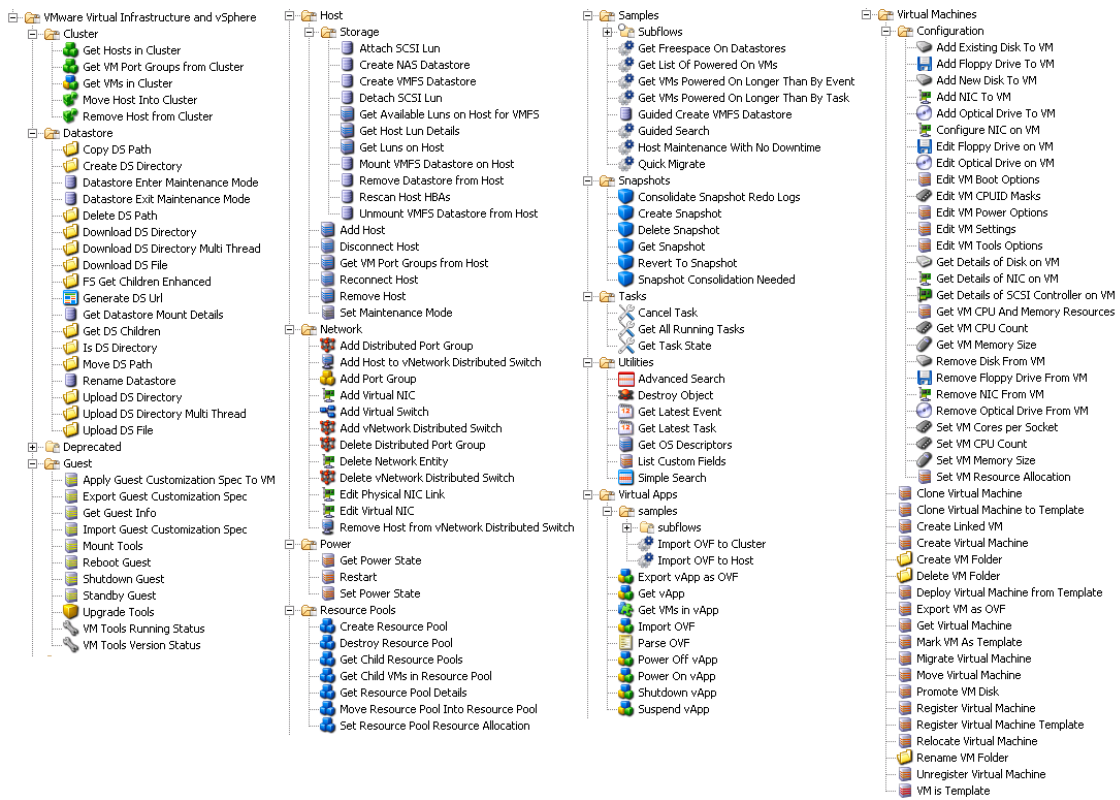 VMware Virtual Infrastructure and vSphere
Cluster
Get Hosts in Cluster
Get VM Port Groups from Cluster
Get VMs in Cluster
Move Host Into Cluster
Remove Host from Cluster
Datastore
Copy DS Path
Create DS Directory
Datastore Enter Maintenance Mode
Datastore Exit Maintenance Mode
Delete DS Path
Download DS Directory
Download DS Directory Multi Thread
Download DS File
FS Get Children Enhanced
Generate DS Url
Get Datastore Mount Details
Get DS Children
Is DS Directory
Move DS Path
Rename Datastore
Upload DS Directory
Upload DS Directory Multi Thread
Upload DS File
Deprecated
Guest
Apply Guest Customization Spec To VM
Export Guest Customization Spec
Get Guest Info
Import Guest Customization Spec
Mount Tools
Reboot Guest
Shutdown Guest
Standby Guest
Upgrade Tools
VM Tools Running Status
VM Tools Version Status
Host
Storage
Attach SCSI Lun
Create NAS Datastore
Create VMFS Datastore
Detach SCSI Lun
Get Available Luns on Host for VMFS
Get Host Lun Details
Get Luns on Host
Mount VMFS Datastore on Host
Remove Datastore from Host
Rescan Host HBAs
Unmount VMFS Datastore from Host
Add Host
Disconnect Host
Get VM Port Groups from Host
Reconnect Host
Remove Host
Set Maintenance Mode
Network
Add Distributed Port Group
Add Host to vNetwork Distributed Switch
Add Port Group
Add Virtual NIC
Add Virtual Switch
Add vNetwork Distributed Switch
Delete Distributed Port Group
Delete Network Entity
Delete vNetwork Distributed Switch
Edit Physical NIC Link
Edit Virtual NIC
Remove Host from vNetwork Distributed Switch
Power
Get Power State
Restart
Set Power State
Resource Pools
Create Resource Pool
Destroy Resource Pool
Get Child Resource Pools
Get Child VMs in Resource Pool
Get Resource Pool Details
Move Resource Pool Into Resource Pool
Set Resource Pool Resource Allocation
Samples
Subflows
Get Freespace On Datastores
Get List Of Powered On VMs
Get VMs Powered On Longer Than By Event
Get VMs Powered On Longer Than By Task
Guided Create VMFS Datastore
Guided Search
Host Maintenance With No Downtime
Quick Migrate
Snapshots
Consolidate Snapshot Redo Logs
Create Snapshot
Delete Snapshot
Get Snapshot
Revert To Snapshot
Snapshot Consolidation Needed
Tasks
Cancel Task
Get All Running Tasks
Get Task State
Utilities
Advanced Search
Destroy Object
Get Latest Event
Get Latest Task
Get OS Descriptors
List Custom Fields
Simple Search
Virtual Apps
samples
subflows
Import OVF to Cluster
Import OVF to Host
Export vApp as OVF
Get vApp
Get VMs in vApp
Import OVF
Parse OVF
Power Off vApp
Power On vApp
Shutdown vApp
Suspend vApp
Virtual Machines
Configuration
Add Existing Disk To VM
Add Floppy Drive To VM
Add New Disk To VM
Add NIC To VM
Add Optical Drive To VM
Configure NIC on VM
Edit Floppy Drive on VM
Edit Optical Drive on VM
Edit VM Boot Options
Edit VM CPUID Masks
Edit VM Power Options
Edit VM Settings
Edit VM Tools Options
Get Details of Disk on VM
Get Details of NIC on VM
Get Details of SCSI Controller on VM
Get VM CPU And Memory Resources
Get VM CPU Count
Get VM Memory Size
Remove Disk From VM
Remove Floppy Drive From VM
Remove NIC From VM
Remove Optical Drive From VM
Set VM Cores per Socket
Set VM CPU Count
Set VM Memory Size
Set VM Resource Allocation
Clone Virtual Machine
Clone Virtual Machine to Template
Create Linked VM
Create Virtual Machine
Create VM Folder
Delete VM Folder
Deploy Virtual Machine from Template
Export VM as OVF
Get Virtual Machine
Mark VM As Template
Migrate Virtual Machine
Move Virtual Machine
Promote VM Disk
Register Virtual Machine
Register Virtual Machine Template
Relocate Virtual Machine
Rename VM Folder
Unregister Virtual Machine
VM is Template